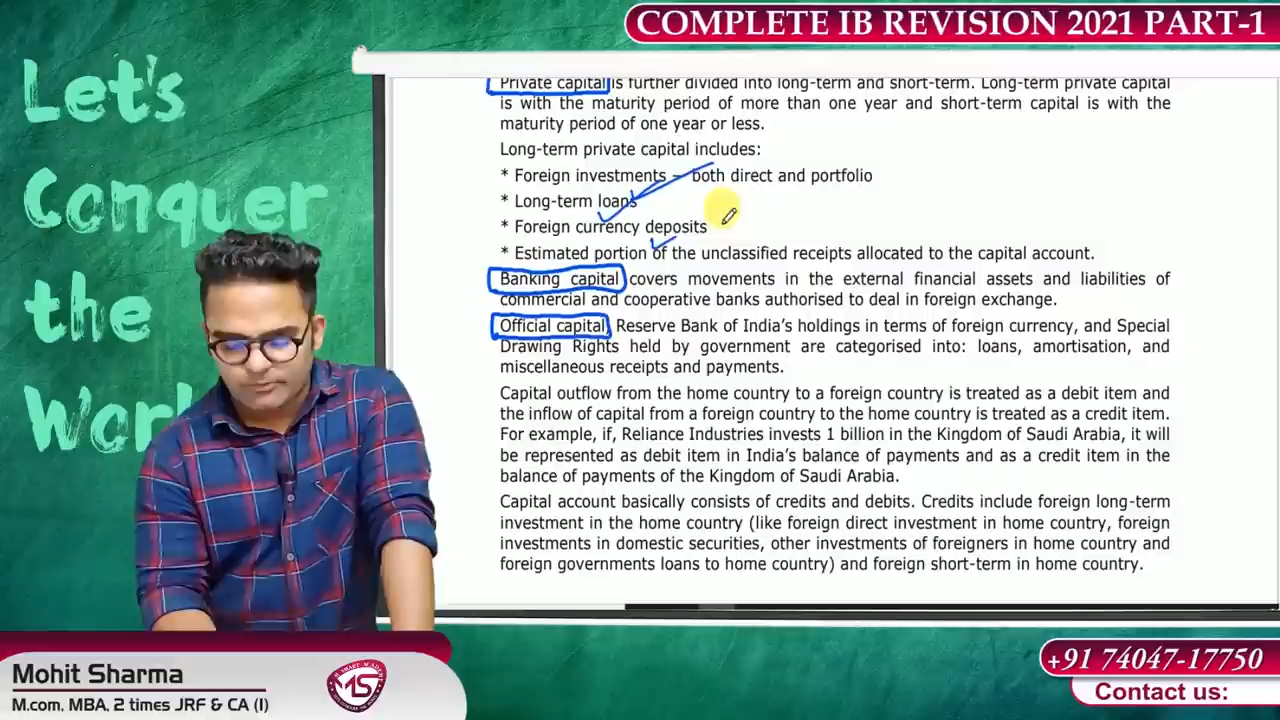 COMPLETE IB REVISION 2021 PART-1
Let's
Conquer
the
Worl
Private capital is further divided into long-term and short-term. Long-term private capital
is with the maturity period of more than one year and short-term capital is with the
maturity period of one year or less.
Long-term private capital includes:
* Foreign investments – both direct and portfolio
* Long-term loans
* Foreign currency deposits
* Estimated portion of the unclassified receipts allocated to the capital account.
Banking capital covers movements in the external financial assets and liabilities of
commercial and cooperative banks authorised to deal in foreign exchange.
Official capital, Reserve Bank of India's holdings in terms of foreign currency, and Special
Drawing Rights held by government are categorised into: loans, amortisation, and
miscellaneous receipts and payments.
Capital outflow from the home country to a foreign country is treated as a debit item and
the inflow of capital from a foreign country to the home country is treated as a credit item.
For example, if, Reliance Industries invests 1 billion in the Kingdom of Saudi Arabia, it will
be represented as debit item in India's balance of payments and as a credit item in the
balance of payments of the Kingdom of Saudi Arabia.
Capital account basically consists of credits and debits. Credits include foreign long-term
investment in the home country (like foreign direct investment in home country, foreign
investments in domestic securities, other investments of foreigners in home country and
foreign governments loans to home country) and foreign short-term in home country.
Mohit Sharma
M.com, MBA, 2 times JRF & CA (I)
MS
+91 74047-17750
Contact us: